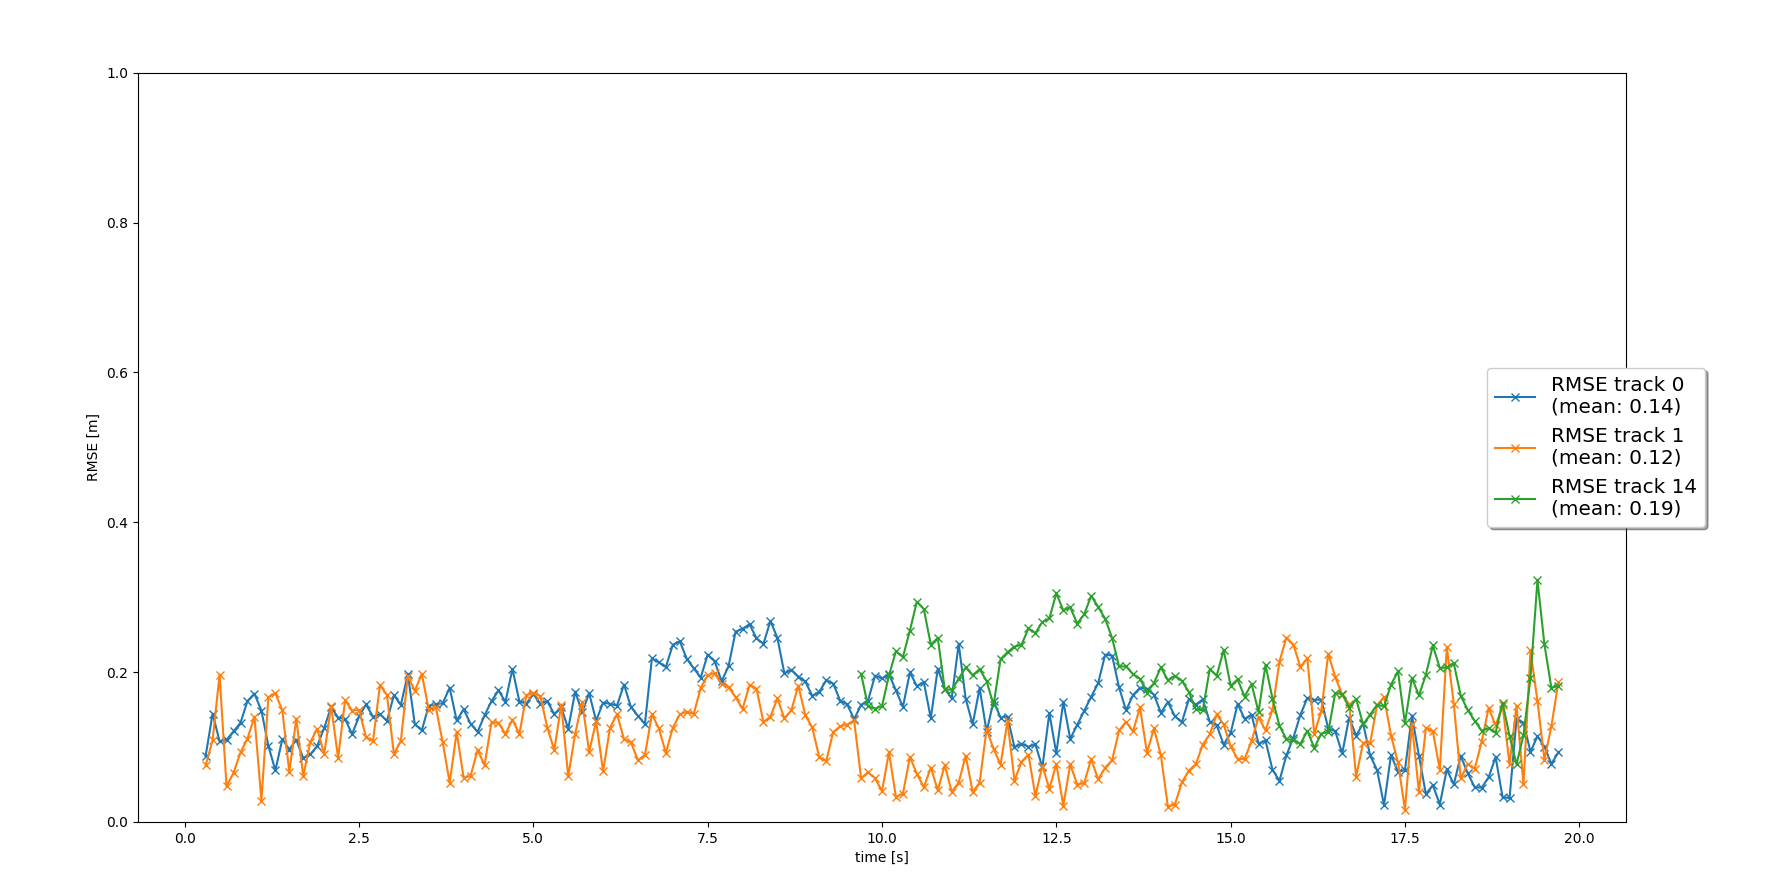 1.0
0.8
0.6
0.4
0.2
0.0
RMSE [m]
0.0 2.5 5.0 7.5 10.0 12.5 15.0 17.5 20.0
time [s]
RMSE track 0
(mean: 0.14)
RMSE track 1
(mean: 0.12)
RMSE track 14
(mean: 0.19)